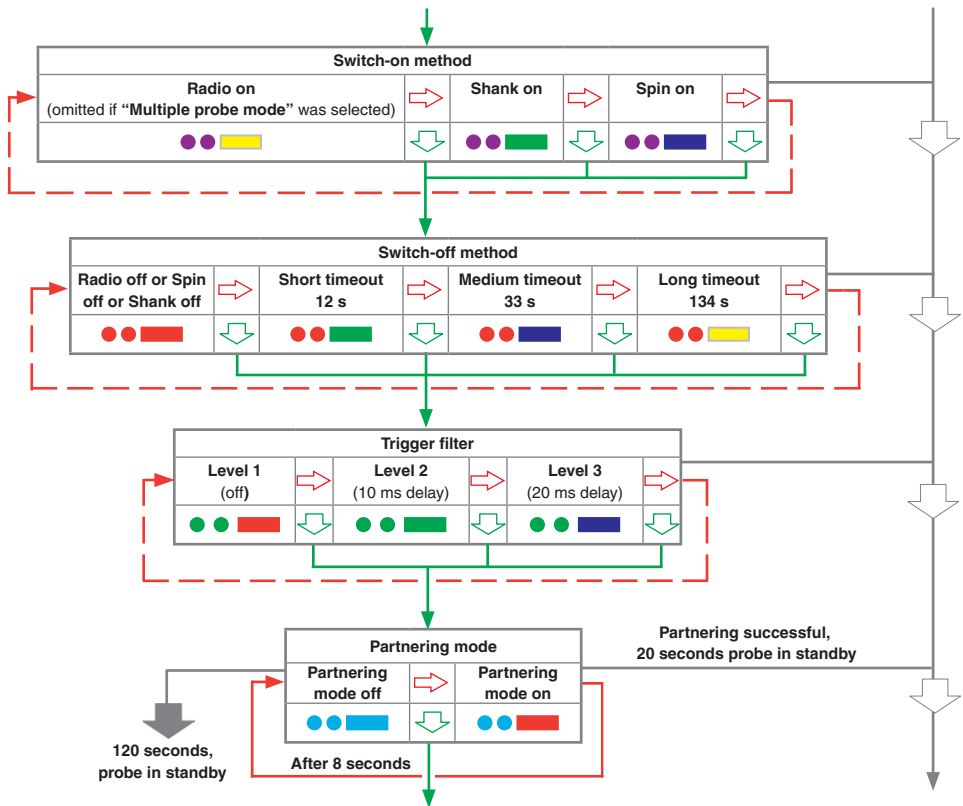 Switch-on method
Radio on
(omitted if “Multiple probe mode” was selected)
Shank on
Spin on
Switch-off method
Radio off or Spin
off or Shank off
Short timeout
12 s
Medium timeout
33 s
Long timeout
134 s
Trigger filter
Level 1
(off)
Level 2
(10 ms delay)
Level 3
(20 ms delay)
Partnering mode
Partnering
mode off
Partnering
mode on
Partnering successful,
20 seconds probe in standby
120 seconds,
probe in standby
After 8 seconds